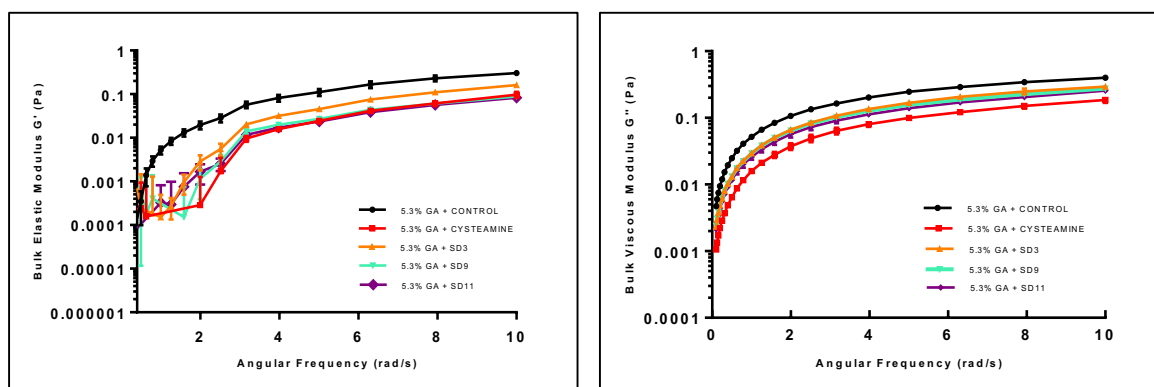 Bulk Elastic Modulus G' (Pa)
1
0.1
0.01
0.001
0.0001
0.00001
0.000001
2
4
6
8
10
Angular Frequency (rad/s)
5.3% GA + CONTROL
5.3% GA + CYSTEAMINE
5.3% GA + SD3
5.3% GA + SD9
5.3% GA + SD11
Bulk Viscous Modulus G" (Pa)
1
0.1
0.01
0.001
0.0001
0
2
4
6
8
10
Angular Frequency (rad/s)
5.3% GA + CONTROL
5.3% GA + CYSTEAMINE
5.3% GA + SD3
5.3% GA + SD9
5.3% GA + SD11